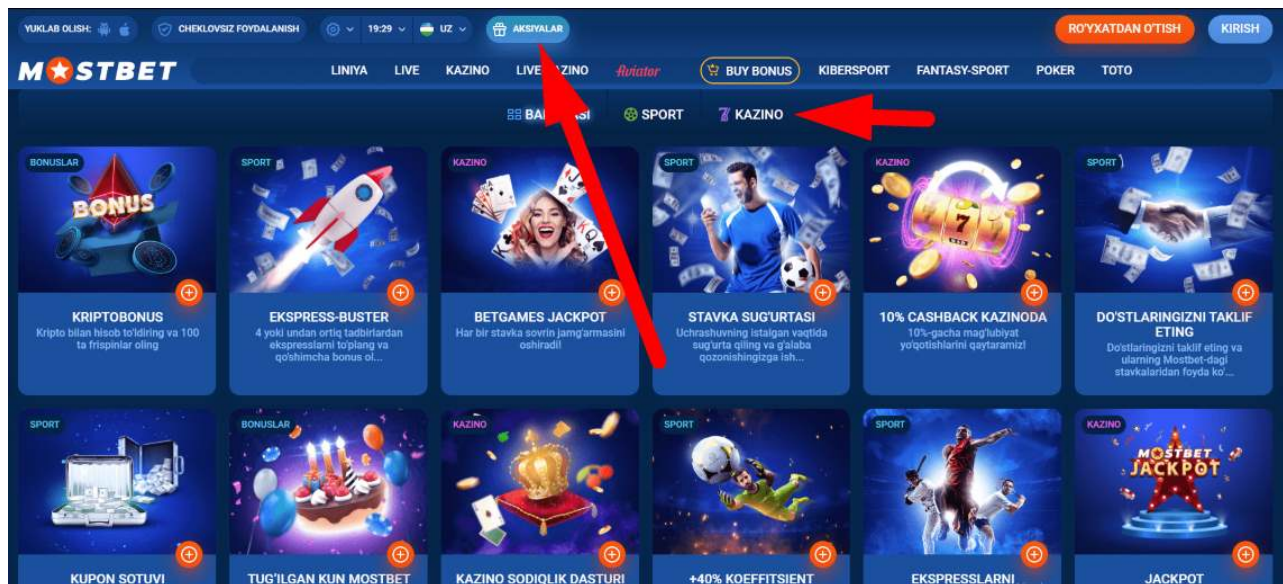 YUKLAB OLISH:
CHEKLOVSIZ FOYDALANISH
19:29
UZ
AKSIYALAR
RO'YXATDAN O'TISH
KIRISH
MOSTBET
LINIYA
LIVE
KAZINO
Aviator
BUY BONUS
KIBERSPORT
FANTASY-SPORT
POKER
TOTO
SPORT
KAZINO
BONUSLAR
BONUS
SPORT
KAZINO
SPORT
KAZINO
SPORT
KRIPTOBONUS
Kripto bilan hisob to'ldiring va 100
ta frispinlar oling
EKSPRESS-BUSTER
4 yoki undan ortiq tadbirlardan
ekspresslarni to'plang va
qo'shimcha bonus ol...
BETGAMES JACKPOT
Har bir stavka sovrin jamg'armasini
oshiradi!
STAVKA SUG'URTASI
Uchrashuvning istalgan vaqtida
sug'urta qiling va g'alaba
qozonishingizga ish...
10% CASHBACK KAZINODA
10%-gacha mag'lubiyat
yo'qotishlarini qaytaramiz!
DO'STLARINGIZNI TAKLIF
ETING
Do'stlaringizni taklif eting va
ularning Mostbet-dagi
stavkalaridan foyda ko'...
SPORT
BONUSLAR
KAZINO
SPORT
SPORT
KAZINO
MOSTBET
JACKPOT
KUPON SOTUVI
TUG'ILGAN KUN MOSTBET
KAZINO SODIQLIK DASTURI
+40% KOEFFITSIENT
EKSPRESSLARNI
JACKPOT